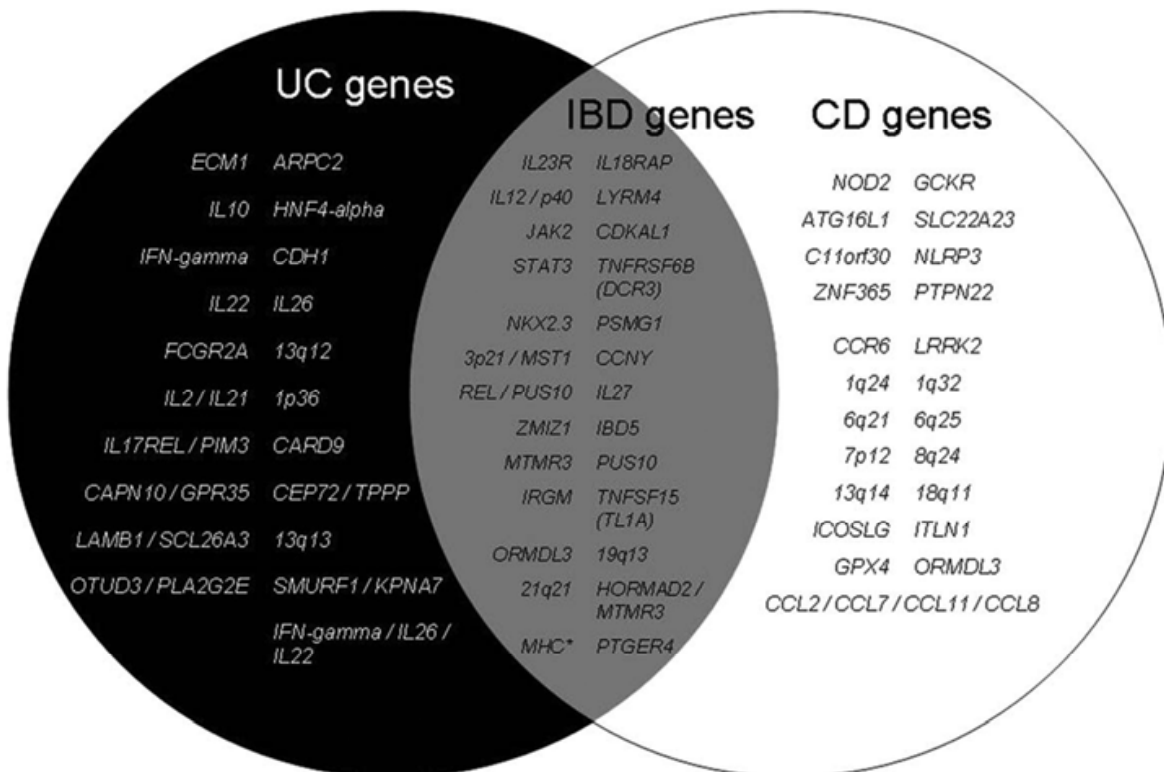 UC genes
ECM1 ARPC2
IL10 HNF4-alpha
IFN-gamma CDH1
IL22 IL26
FCGR2A 13q12
IL2 / IL21 1p36
IL17REL / PIM3 CARD9
CAPN10 / GPR35 CEP72 / TPPP
LAMB1 / SCL26A3 13q13
OTUD3 / PLA2G2E SMURF1 / KPNA7
IFN-gamma / IL26 /
IL22
IBD genes
IL23R IL18RAP
IL12 / p40 LYRM4
JAK2 CDKAL1
STAT3 TNFRSF6B
(DCR3)
NKX2.3 PSMG1
3p21 / MST1 CCNY
REL / PUS10 IL27
ZMIZ1 IBD5
MTMR3 PUS10
IRGM TNFSF15
(TL1A)
ORMDL3 19q13
21q21 HORMAD2 /
MTMR3
MHC* PTGER4
CD genes
NOD2 GCKR
ATG16L1 SLC22A23
C11orf30 NLRP3
ZNF365 PTPN22
CCR6 LRRK2
1q24 1q32
6q21 6q25
7p12 8q24
13q14 18q11
ICOSLG ITLN1
GPX4 ORMDL3
CCL2 / CCL7 / CCL11 / CCL8